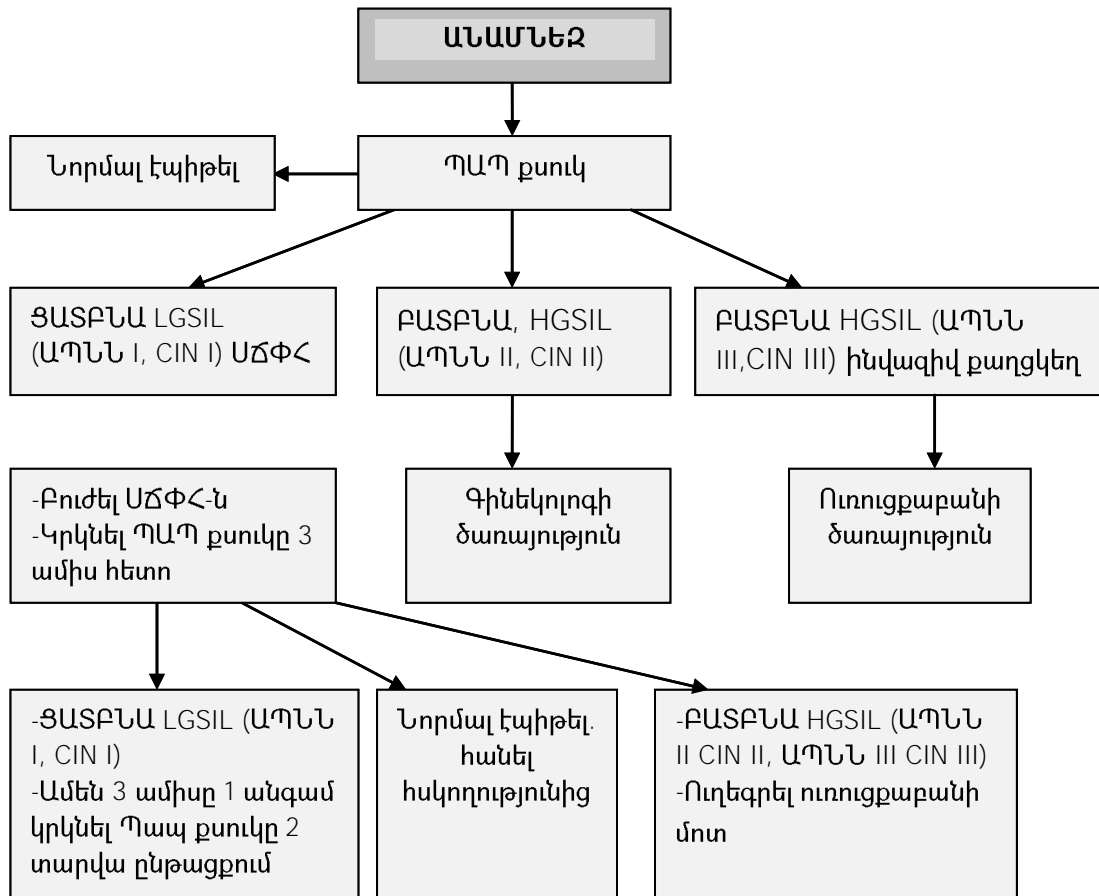 ԱՆԱՄՆԵԶ
Նորմալ էպիթել
ՊԱՊ քսուկ
ՑԱՏԲՆԱ LGSIL
(ԱՊՆՆ I, CIN I) ՍՃՓՀ
ԲԱՏԲՆԱ, HGSIL
(ԱՊՆՆ II, CIN II)
ԲԱՏԲՆԱ HGSIL (ԱՊՆՆ
III,CIN III) ինվազիվ քաղցկեղ
-Բուժել ՍՃՓՀ-ն
-Կրկնել ՊԱՊ քսուկը 3
ամիս հետո
Գինեկոլոգի
ծառայություն
Ուռուցքաբանի
ծառայություն
-ՑԱՏԲՆԱ LGSIL (ԱՊՆՆ
I, CIN I)
-Ամեն 3 ամիսը 1 անգամ
կրկնել Պապ քսուկը 2
տարվա ընթացքում
Նորմալ էպիթել.
հանել
հսկողությունից
-ԲԱՏԲՆԱ HGSIL (ԱՊՆՆ
II CIN II, ԱՊՆՆ III CIN III)
-Ուղեգրել ուռուցքաբանի
մոտ